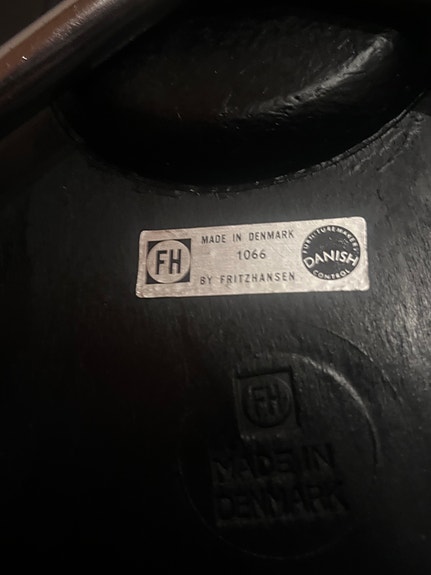 FH
MADE IN DENMARK
1066
BY FRITZHANSEN
FURNITUREMAKERS
DANISH
CONTROL
FH
MADE IN
DENMARK